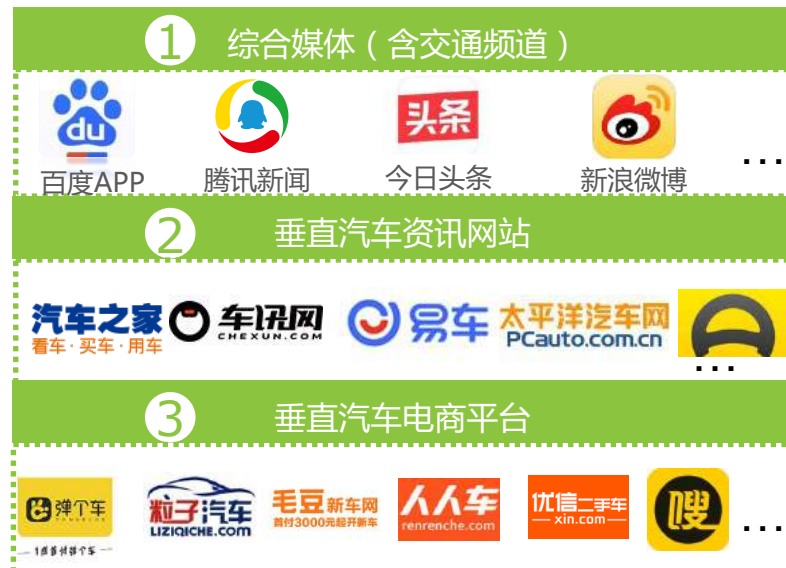 1 综合媒体（含交通频道）
du 头条
百度APP 腾讯新闻 今日头条 新浪微博 ...
2 垂直汽车资讯网站
汽车之家 车讯网 易车 太平洋汽车网
看车·买车·用车 CHEXUN.COM PCauto.com.cn
...
3 垂直汽车电商平台
弹个车 粒子汽车 毛豆新车网 人人车 优信二手车 嗖 ...
LIZIQICHE.COM 首付3000元起开新车 renrenche.com xin.com